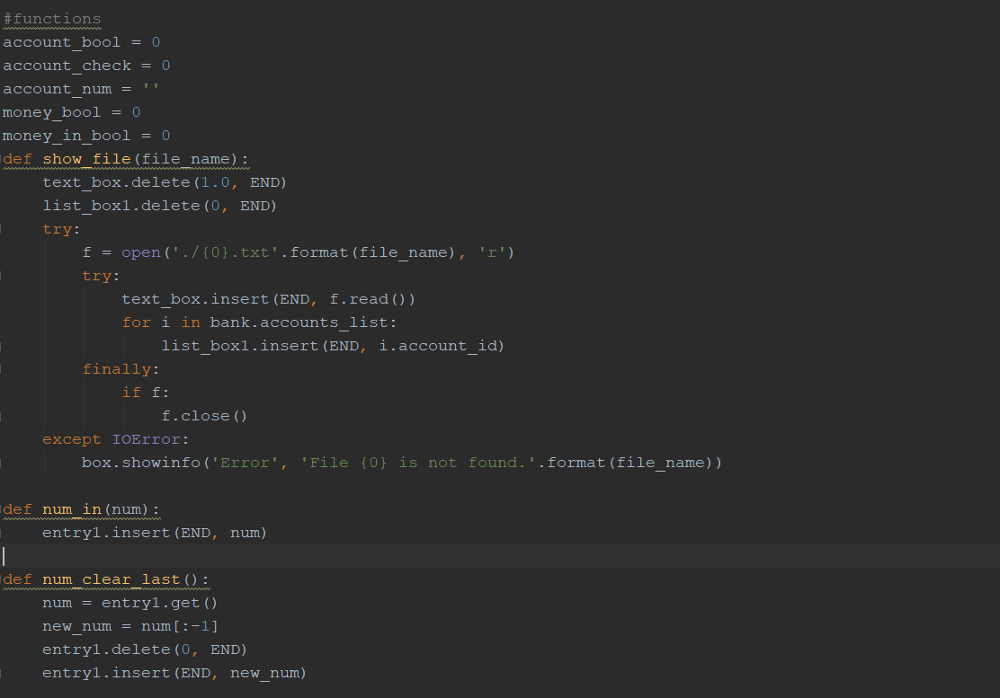 #functions
account_bool = 0
account_check = 0
account_num = ''
money_bool = 0
money_in_bool = 0
def show_file(file_name):
    text_box.delete(1.0, END)
    list_box1.delete(0, END)
    try:
        f = open('./{0}.txt'.format(file_name), 'r')
        try:
            text_box.insert(END, f.read())
            for i in bank.accounts_list:
                list_box1.insert(END, i.account_id)
        finally:
            if f:
                f.close()
    except IOError:
        box.showinfo('Error', 'File {0} is not found.'.format(file_name))

def num_in(num):
    entry1.insert(END, num)

def num_clear_last():
    num = entry1.get()
    new_num = num[:-1]
    entry1.delete(0, END)
    entry1.insert(END, new_num)